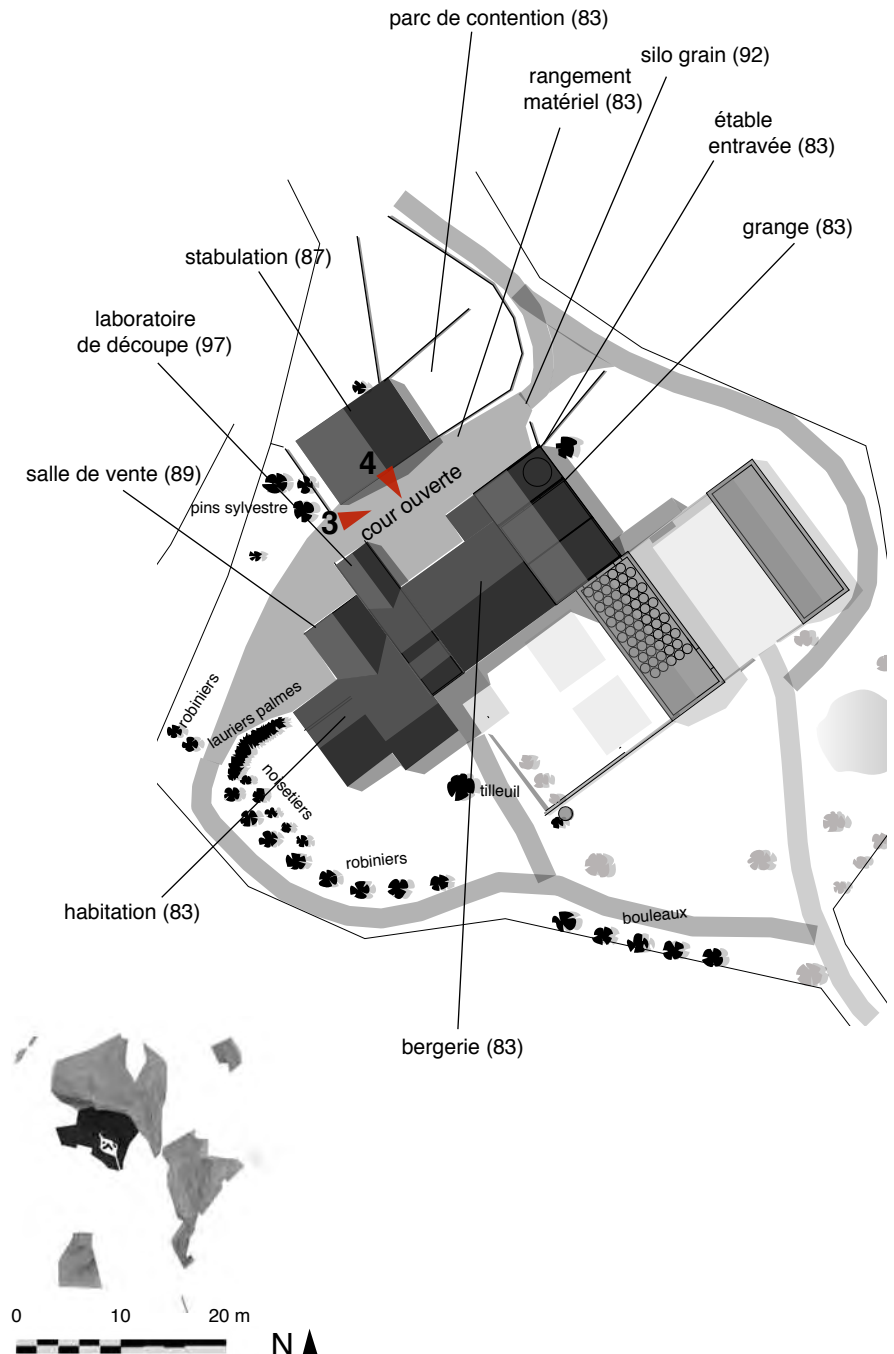 parc de contention (83)
silo grain (92)
rangement
matériel (83)
étable
entravée (83)
grange (83)
stabulation (87)
laboratoire
de découpe (97)
salle de vente (89)
4
cour ouverte
pins sylvestre
3
robiniers
lauriers palmes
noisetiers
tilleuil
robiniers
habitation (83)
bouleaux
bergerie (83)
0 10 20 m
N